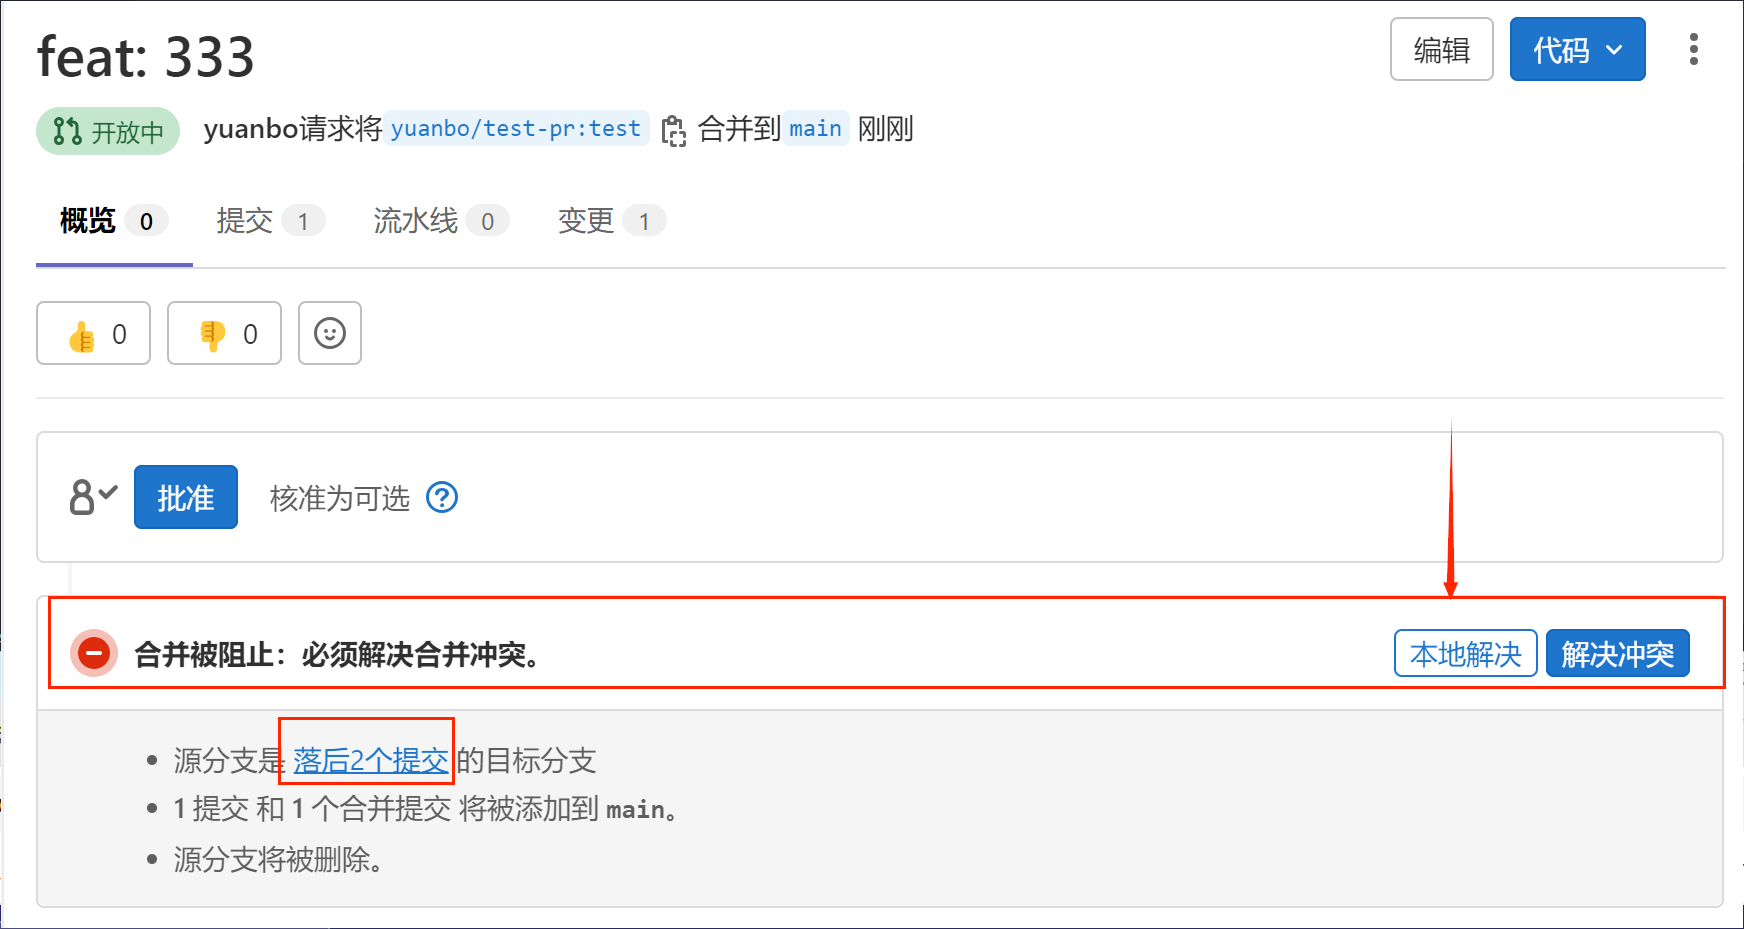 feat: 333
编辑
代码
开放中 yuanbo请求将 yuanbo/test-pr:test 合并到 main 刚刚
概览 0 提交 1 流水线 0 变更 1
👍 0 👎 0
批准 核准为可选
合并被阻止：必须解决合并冲突。 本地解决 解决冲突
源分支是 落后2个提交 的目标分支
1 提交 和 1 个合并提交 将被添加到 main。
源分支将被删除。